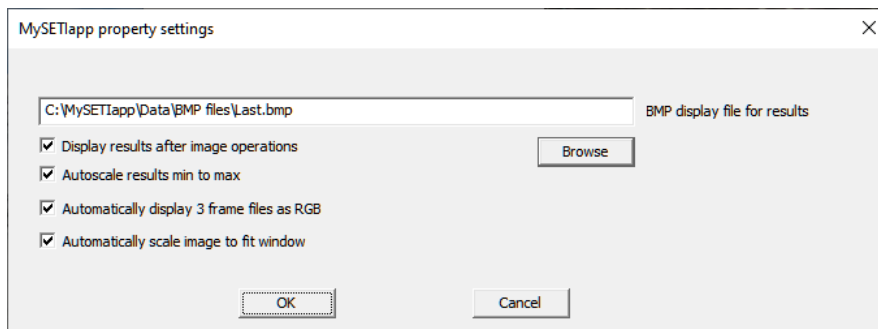 MySETIapp property settings
C:\MySETIapp\Data\BMP files\Last.bmp
BMP display file for results
Display results after image operations
Browse
Autoscale results min to max
Automatically display 3 frame files as RGB
Automatically scale image to fit window
OK
Cancel